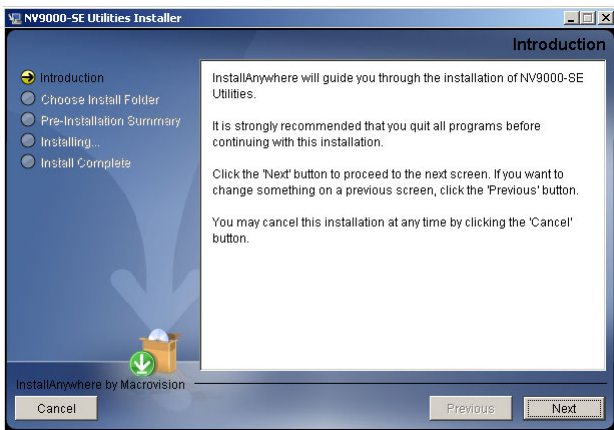 NV9000-SE Utilities Installer
Introduction
Introduction
Choose Install Folder
Pre-Installation Summary
Installing...
Install Complete
InstallAnywhere will guide you through the installation of NV9000-SE
Utilities.
It is strongly recommended that you quit all programs before
continuing with this installation.
Click the 'Next' button to proceed to the next screen. If you want to
change something on a previous screen, click the 'Previous' button.
You may cancel this installation at any time by clicking the 'Cancel'
button.
InstallAnywhere by Macrovision
Cancel
Previous
Next